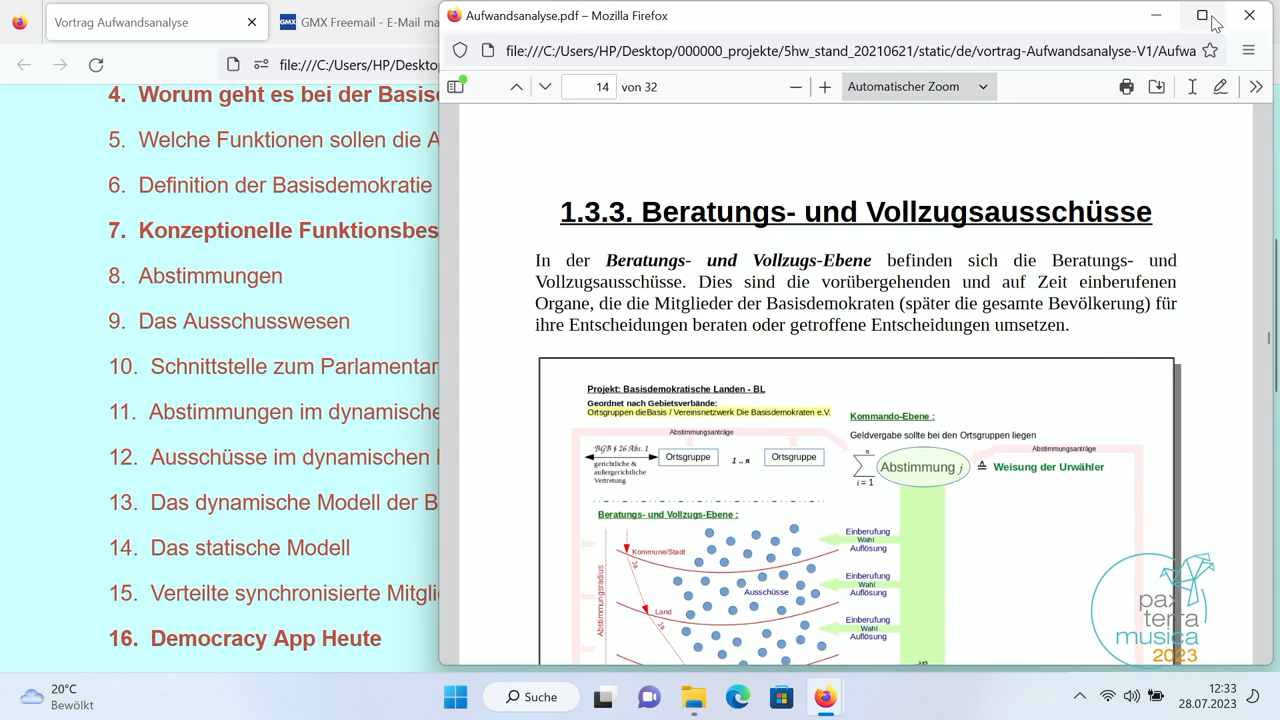 Vortrag Aufwandsanalyse
GMX Freemail - E-Mail ma
file:///C:/Users/HP/Deskto
4. Worum geht es bei der Basisd
5. Welche Funktionen sollen die A
6. Definition der Basisdemokratie
7. Konzeptionelle Funktionsbes
8. Abstimmungen
9. Das Ausschusswesen
10. Schnittstelle zum Parlamentar
11. Abstimmungen im dynamische
12. Ausschüsse im dynamischen
13. Das dynamische Modell der B
14. Das statische Modell
15. Verteilte synchronisierte Mitgli
16. Democracy App Heute
Aufwandsanalyse.pdf – Mozilla Firefox
file:///C:/Users/HP/Desktop/000000_projekte/5hw_stand_20210621/static/de/vortrag-Aufwandsanalyse-V1/Aufwa
14 von 32
Automatischer Zoom
1.3.3. Beratungs- und Vollzugsausschüsse
In der Beratungs- und Vollzugs-Ebene befinden sich die Beratungs- und
Vollzugsausschüsse. Dies sind die vorübergehenden und auf Zeit einberufenen
Organe, die die Mitglieder der Basisdemokraten (später die gesamte Bevölkerung) für
ihre Entscheidungen beraten oder getroffene Entscheidungen umsetzen.
Projekt: Basisdemokratische Landen - BL
Geordnet nach Gebietsverbände:
Ortsgruppen dieBasis / Vereinsnetzwerk Die Basisdemokraten e.V.
Kommando-Ebene :
Abstimmungsanträge
Geldvergabe sollte bei den Ortsgruppen liegen
BGB § 26 Abs. 1
gerichtliche &
außergerichtliche
Vertretung
Ortsgruppe
1 .. n
Ortsgruppe
n
∑
i = 1
Abstimmung j
≙ Weisung der Urwähler
Abstimmungsanträge
Beratungs- und Vollzugs-Ebene :
Kommune/Stadt
Ja
Land
Ja
Abstimmungsradius
Ausschüsse
Einberufung
Wahl
Auflösung
Einberufung
Wahl
Auflösung
Einberufung
Wahl
Auflösung
pax
terra
musica
2023
20°C
Bewölkt
Suche
12:33
28.07.2023